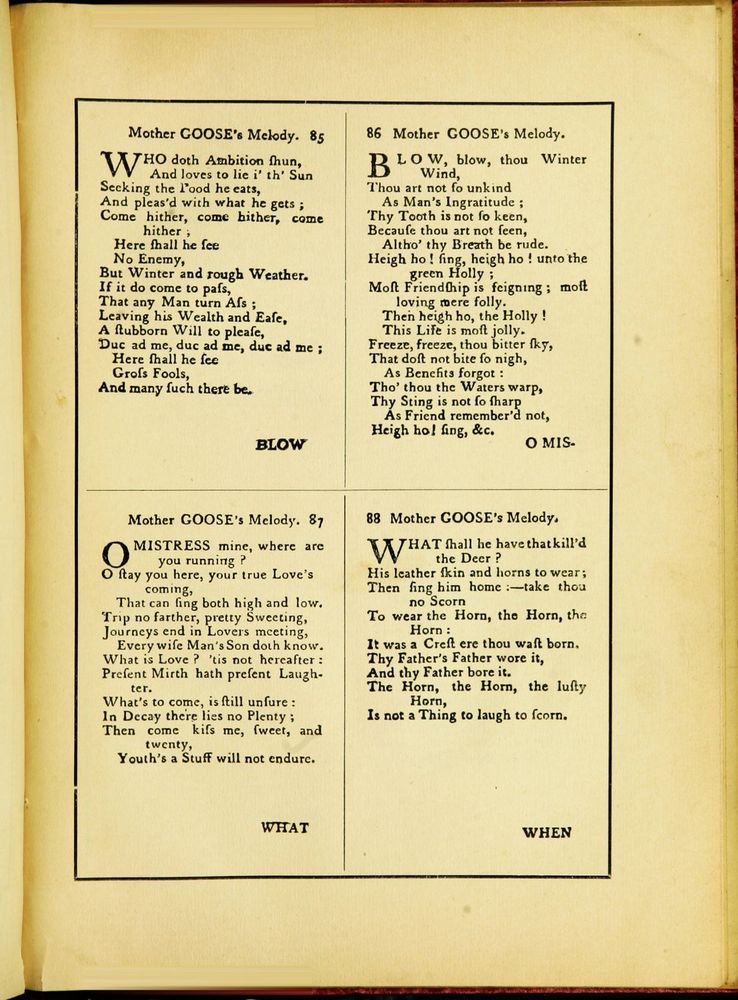 Mother GOOSE's Melody. 85
WHO doth Ambition ſhun,
And loves to lie i' th' Sun
Seeking the Food he eats,
And pleas'd with what he gets ;
Come hither, come hither, come
hither ;
Here ſhall he ſee
No Enemy,
But Winter and rough Weather.
If it do come to paſs,
That any Man turn Aſs ;
Leaving his Wealth and Eaſe,
A ſtubborn Will to pleaſe,
Duc ad me, duc ad me, duc ad me ;
Here ſhall he ſee
Groſs Fools,
And many ſuch there be.
BLOW
86 Mother GOOSE's Melody.
BLOW, blow, thou Winter
Wind,
Thou art not ſo unkind
As Man's Ingratitude ;
Thy Tooth is not ſo keen,
Becauſe thou art not ſeen,
Altho' thy Breath be rude.
Heigh ho ! ſing, heigh ho ! unto the
green Holly ;
Moſt Friendſhip is feigning ; moſt
loving mere folly.
Then heigh ho, the Holly !
This Life is moſt jolly.
Freeze, freeze, thou bitter ſky,
That doſt not bite ſo nigh,
As Benefits forgot :
Tho' thou the Waters warp,
Thy Sting is not ſo ſharp
As Friend remember'd not,
Heigh ho! ſing, &c.
O MIS-
Mother GOOSE's Melody. 87
O MISTRESS mine, where are
you running ?
O ſtay you here, your true Love's
coming,
That can ſing both high and low.
Trip no farther, pretty Sweeting,
Journeys end in Lovers meeting,
Every wiſe Man's Son doth know.
What is Love ? 'tis not hereafter :
Preſent Mirth hath preſent Laugh-
ter.
What's to come, is ſtill unſure :
In Decay there lies no Plenty ;
Then come kiſs me, ſweet, and
twenty,
Youth's a Stuff will not endure.
WHAT
88 Mother GOOSE's Melody.
WHAT ſhall he have that kill'd
the Deer ?
His leather ſkin and horns to wear ;
Then ſing him home :—take thou
no Scorn
To wear the Horn, the Horn, the
Horn :
It was a Creſt ere thou waſt born.
Thy Father's Father wore it,
And thy Father bore it.
The Horn, the Horn, the luſty
Horn,
Is not a Thing to laugh to ſcorn.
WHEN